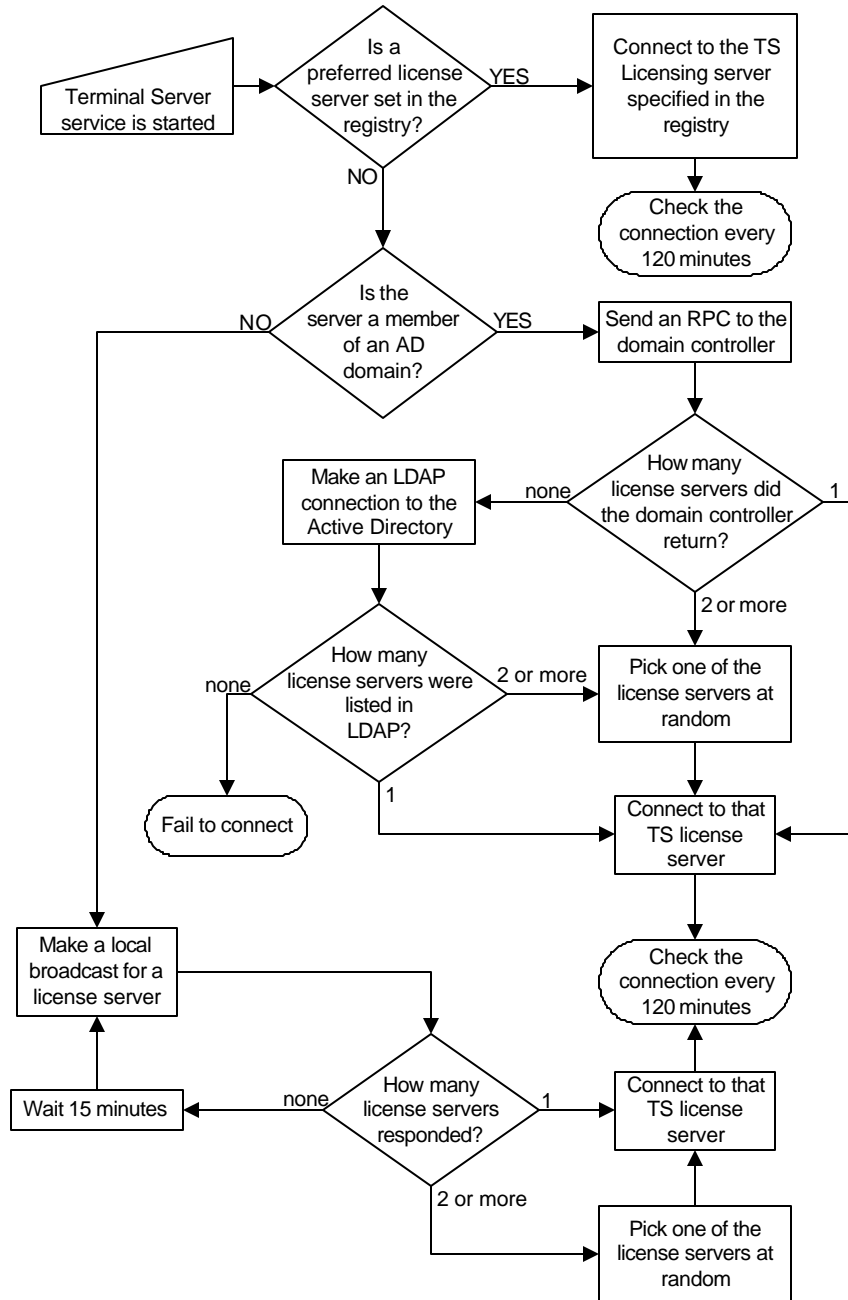 Terminal Server
service is started
Is a
preferred license
server set in the
registry?
YES
Connect to the TS
Licensing server
specified in the
registry
NO
Check the
connection every
120 minutes
Is the
server a member
of an AD
domain?
NO
YES
Send an RPC to the
domain controller
How many
license servers did
the domain controller
return?
none
1
2 or more
Make an LDAP
connection to the
Active Directory
How many
license servers were
listed in
LDAP?
none
2 or more
1
Pick one of the
license servers at
random
Fail to connect
Connect to that
TS license
server
Check the
connection every
120 minutes
Make a local
broadcast for a
license server
How many
license servers
responded?
none
1
2 or more
Wait 15 minutes
Connect to that
TS license
server
Pick one of the
license servers at
random